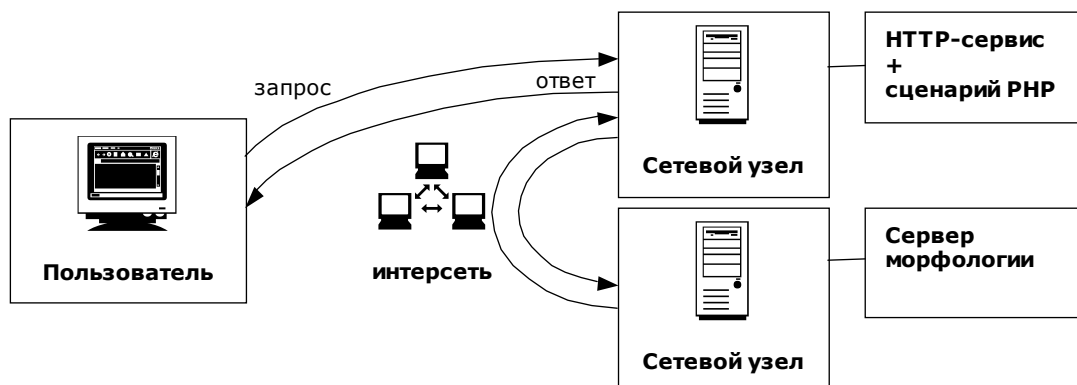 HTTP-сервис
+
сценарий PHP
запрос
ответ
Сетевой узел
Пользователь
интерсеть
Сервер
морфологии
Сетевой узел